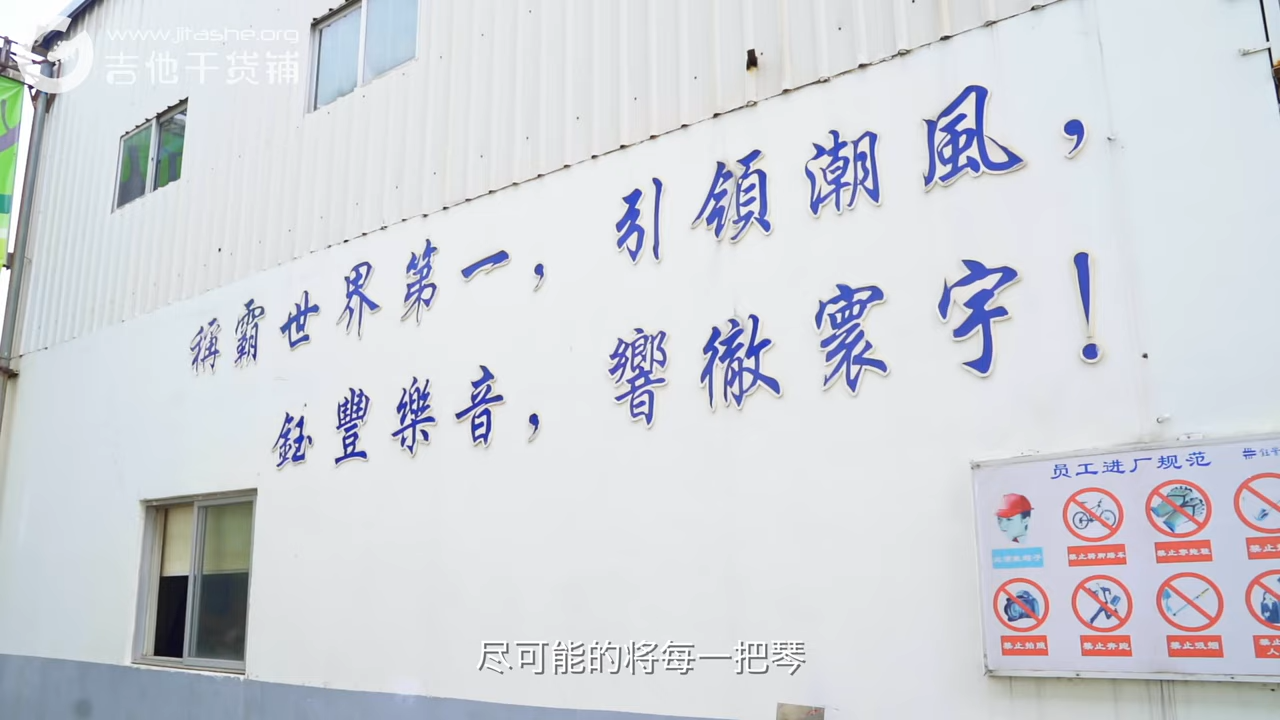 www.jitashe.org
吉他干货铺
稱霸世界第一，引領潮風，
鈺豐樂音，響徹寰宇！
员工进厂规范
禁止骑脚踏车
禁止穿拖鞋
禁止拍照
禁止奔跑
禁止吸烟
尽可能的将每一把琴